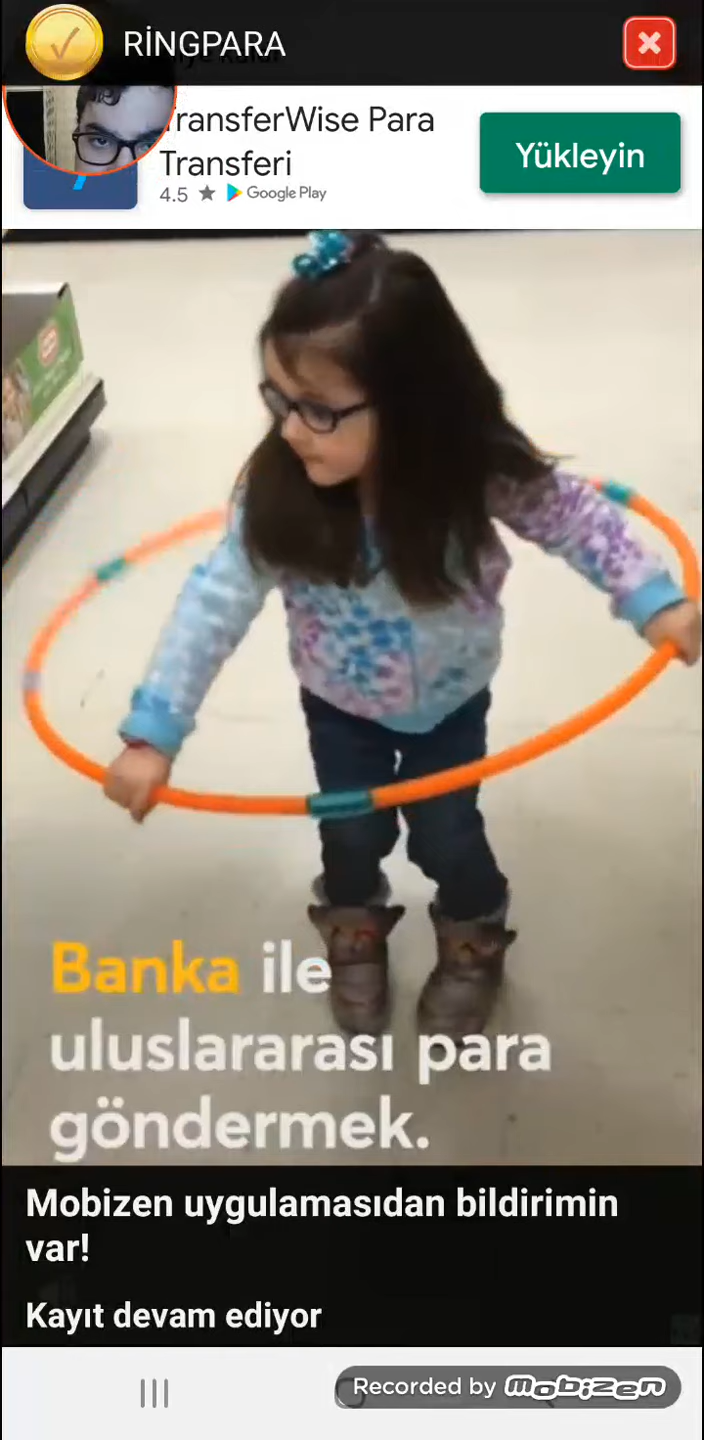 RİNGPARA
TransferWise Para
Transferi
4.5 ★ Google Play
Yükleyin
Banka ile
uluslararası para
göndermek.
Mobizen uygulamasıdan bildirimin
var!
Kayıt devam ediyor
Recorded by mobizen